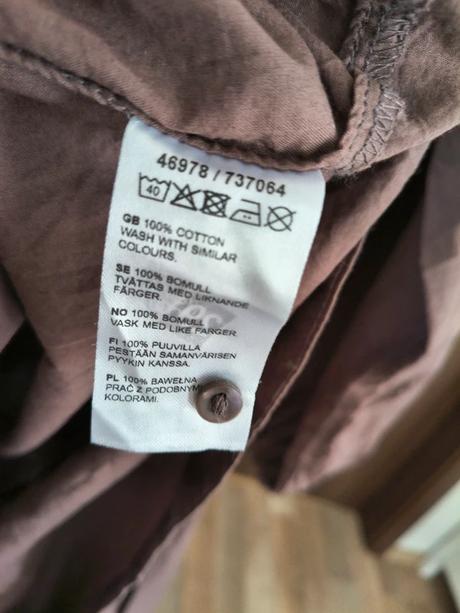 46978 / 737064
40
GB 100% COTTON
WASH WITH SIMILAR
COLOURS.
SE 100% BOMULL
TVÄTTAS MED LIKNANDE
FÄRGER.
NO 100% BOMULL
VASK MED LIKE FARGER.
FI 100% PUUVILLA
PESTÄÄN SAMANVÄRISEN
PYYKIN KANSSA.
PL 100% BAWEŁNA
PRAĆ Z PODOBNYMI
KOLORAMI.